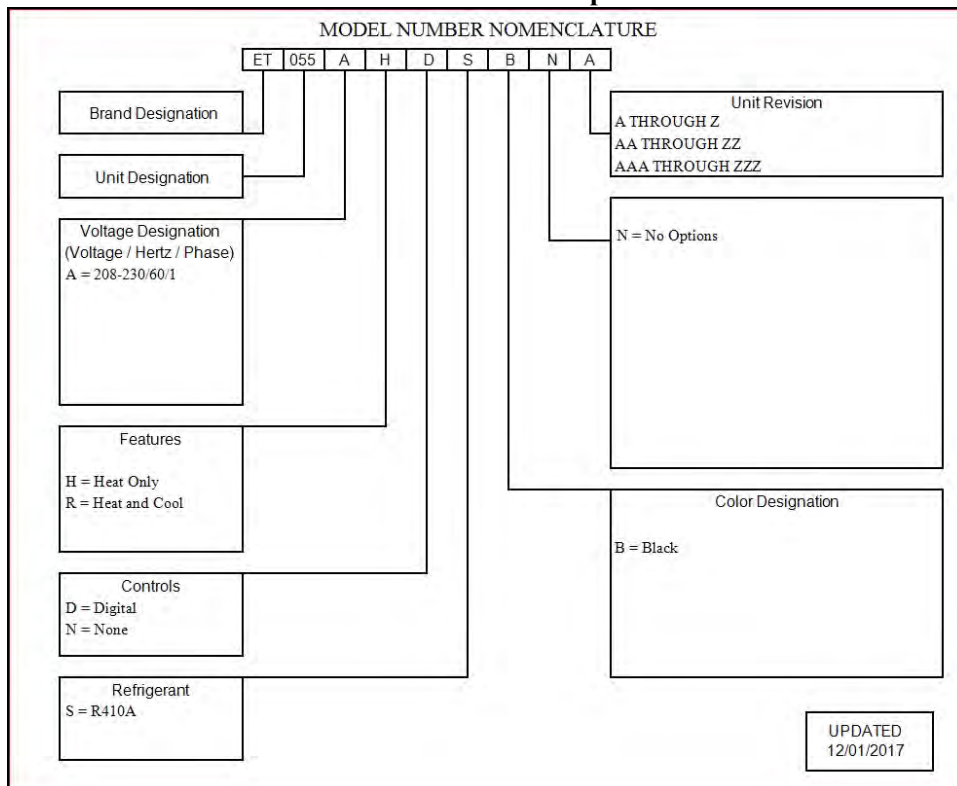 MODEL NUMBER NOMENCLATURE
ET 055 A H D S B N A
Brand Designation
Unit Designation
Voltage Designation
(Voltage / Hertz / Phase)
A = 208-230/60/1
Features
H = Heat Only
R = Heat and Cool
Controls
D = Digital
N = None
Refrigerant
S = R410A
Unit Revision
A THROUGH Z
AA THROUGH ZZ
AAA THROUGH ZZZ
N = No Options
Color Designation
B = Black
UPDATED
12/01/2017